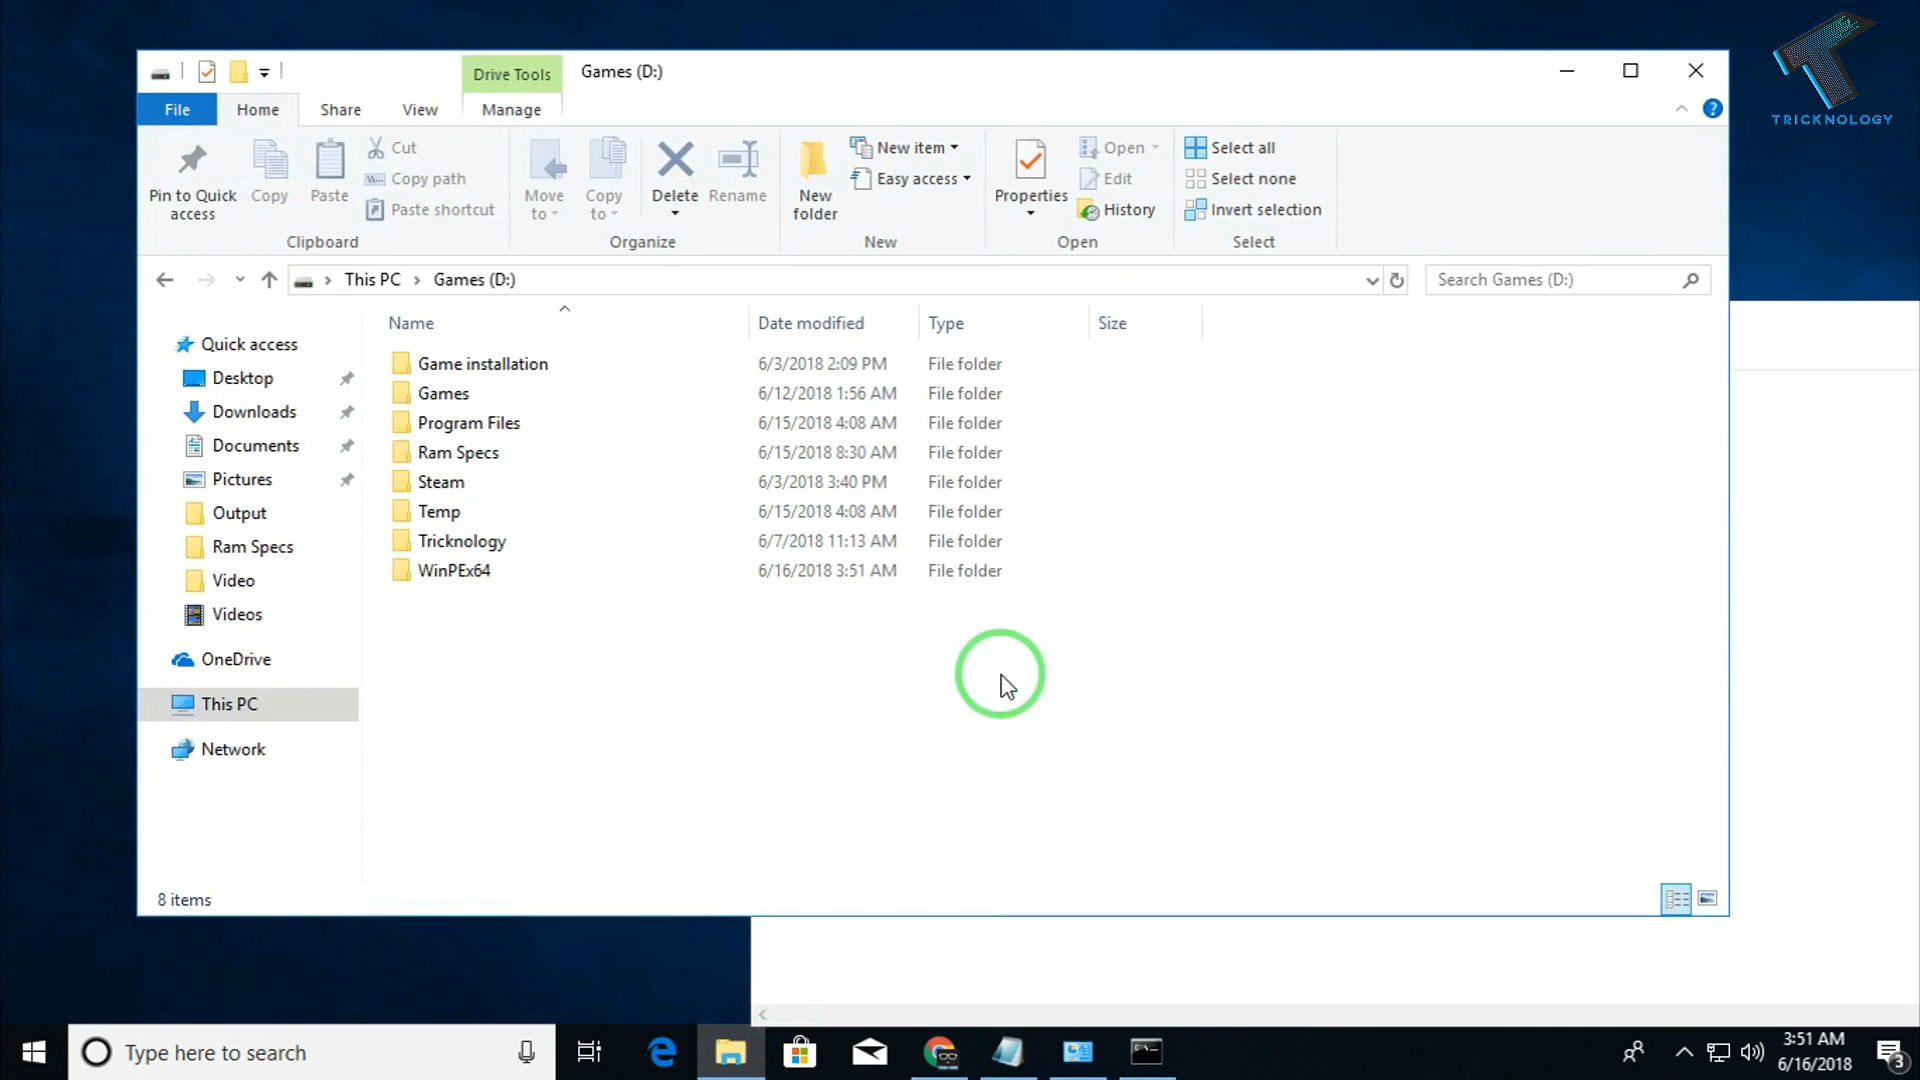 Drive Tools
Games (D:)
File
Home
Share
View
Manage
TRICKNOLOGY
Pin to Quick
access
Copy
Paste
Cut
Copy path
Paste shortcut
Clipboard
Move
to
Copy
to
Delete
Rename
Organize
New
folder
New item
Easy access
New
Properties
Open
Edit
History
Open
Select all
Select none
Invert selection
Select
This PC
Games (D:)
Search Games (D:)
Name
Date modified
Type
Size
Quick access
Desktop
Downloads
Documents
Pictures
Output
Ram Specs
Video
Videos
OneDrive
This PC
Network
Game installation 6/3/2018 2:09 PM File folder
Games 6/12/2018 1:56 AM File folder
Program Files 6/15/2018 4:08 AM File folder
Ram Specs 6/15/2018 8:30 AM File folder
Steam 6/3/2018 3:40 PM File folder
Temp 6/15/2018 4:08 AM File folder
Tricknology 6/7/2018 11:13 AM File folder
WinPEx64 6/16/2018 3:51 AM File folder
8 items
Type here to search
3:51 AM
6/16/2018
3